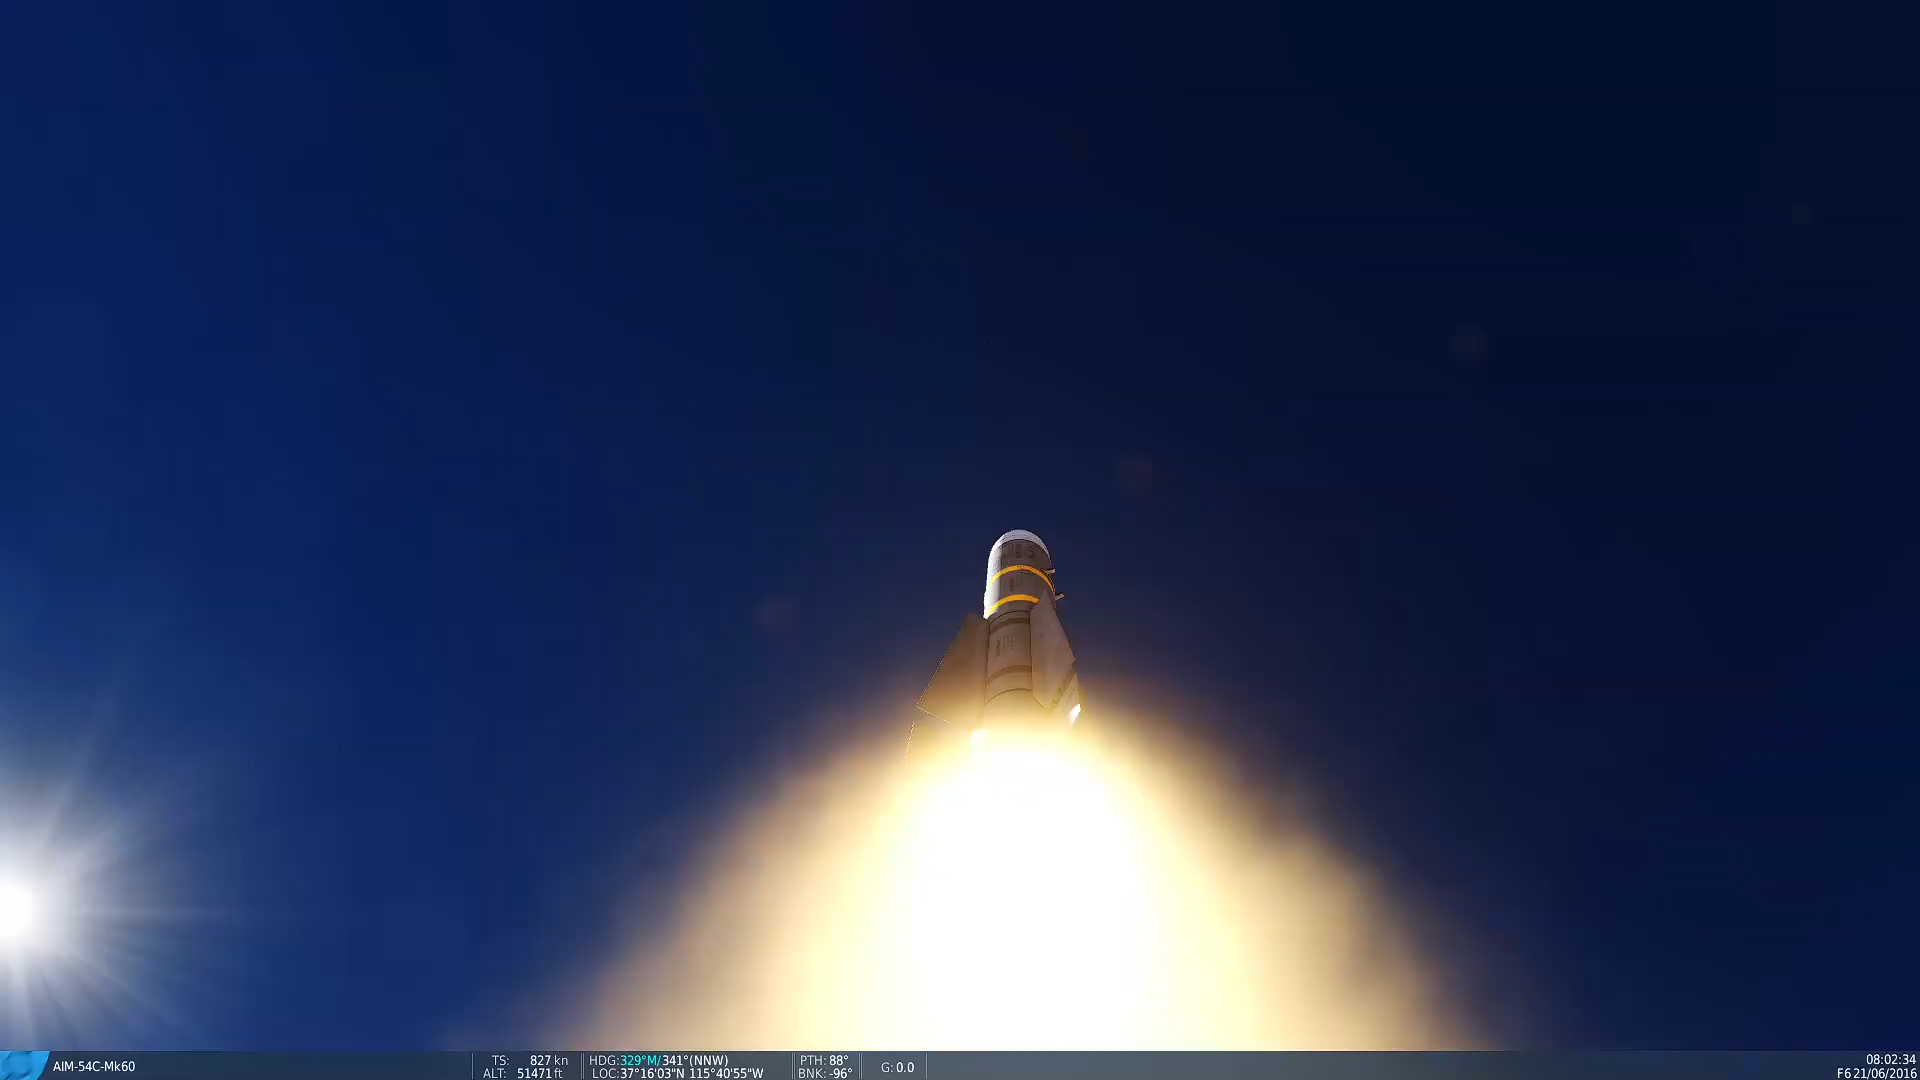 AIM-54C-Mk60
TS: 827 kn
ALT: 51471 ft
HDG:329°M/341°(NNW)
LOC:37°16'03"N 115°40'55"W
PTH: 88°
BNK: -96°
G: 0.0
08:02:34
F6 21/06/2016